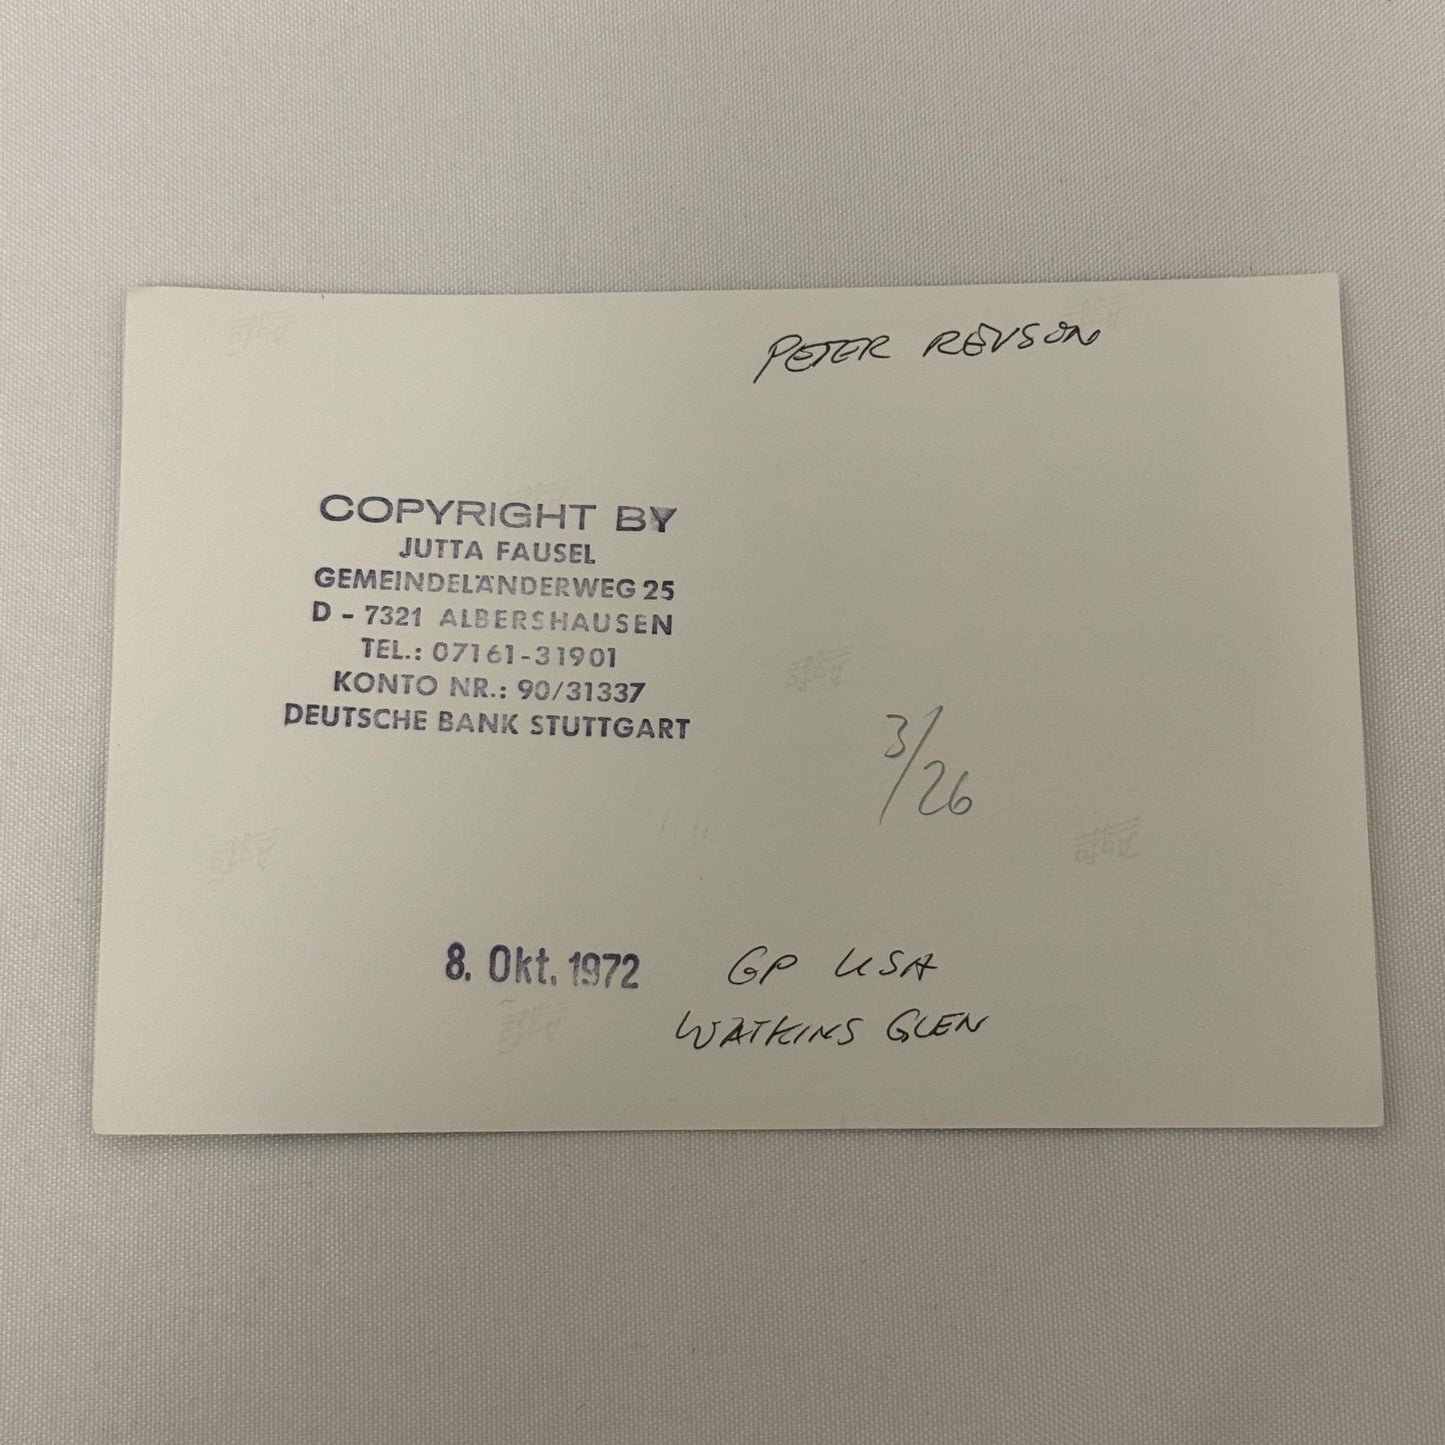 PETER REVSON
COPYRIGHT BY
JUTTA FAUSEL
GEMEINDELÄNDERWEG 25
D - 7321 ALBERSHAUSEN
TEL.: 07161-31901
KONTO NR.: 90/31337
DEUTSCHE BANK STUTTGART
3/26
8. Okt. 1972
GP USA
WATKINS GLEN